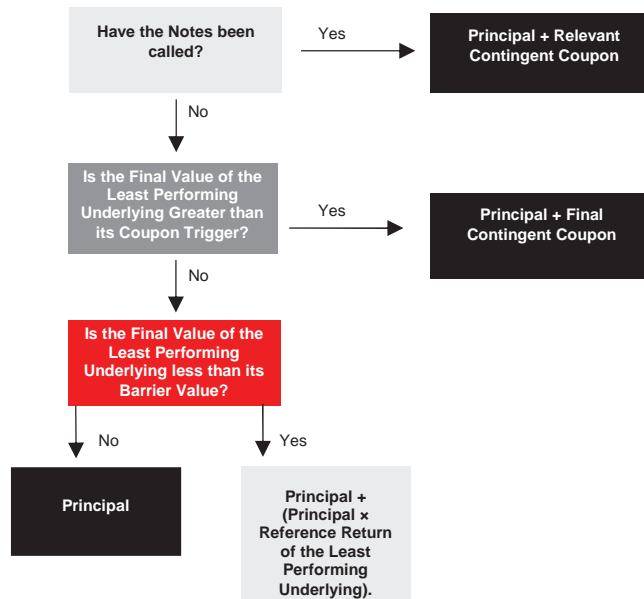 Have the Notes been
called?
Yes
Principal + Relevant
Contingent Coupon
No
Is the Final Value of the
Least Performing
Underlying Greater than
its Coupon Trigger?
Yes
Principal + Final
Contingent Coupon
No
Is the Final Value of the
Least Performing
Underlying less than its
Barrier Value?
No
Yes
Principal
Principal +
(Principal ×
Reference Return
of the Least
Performing
Underlying).